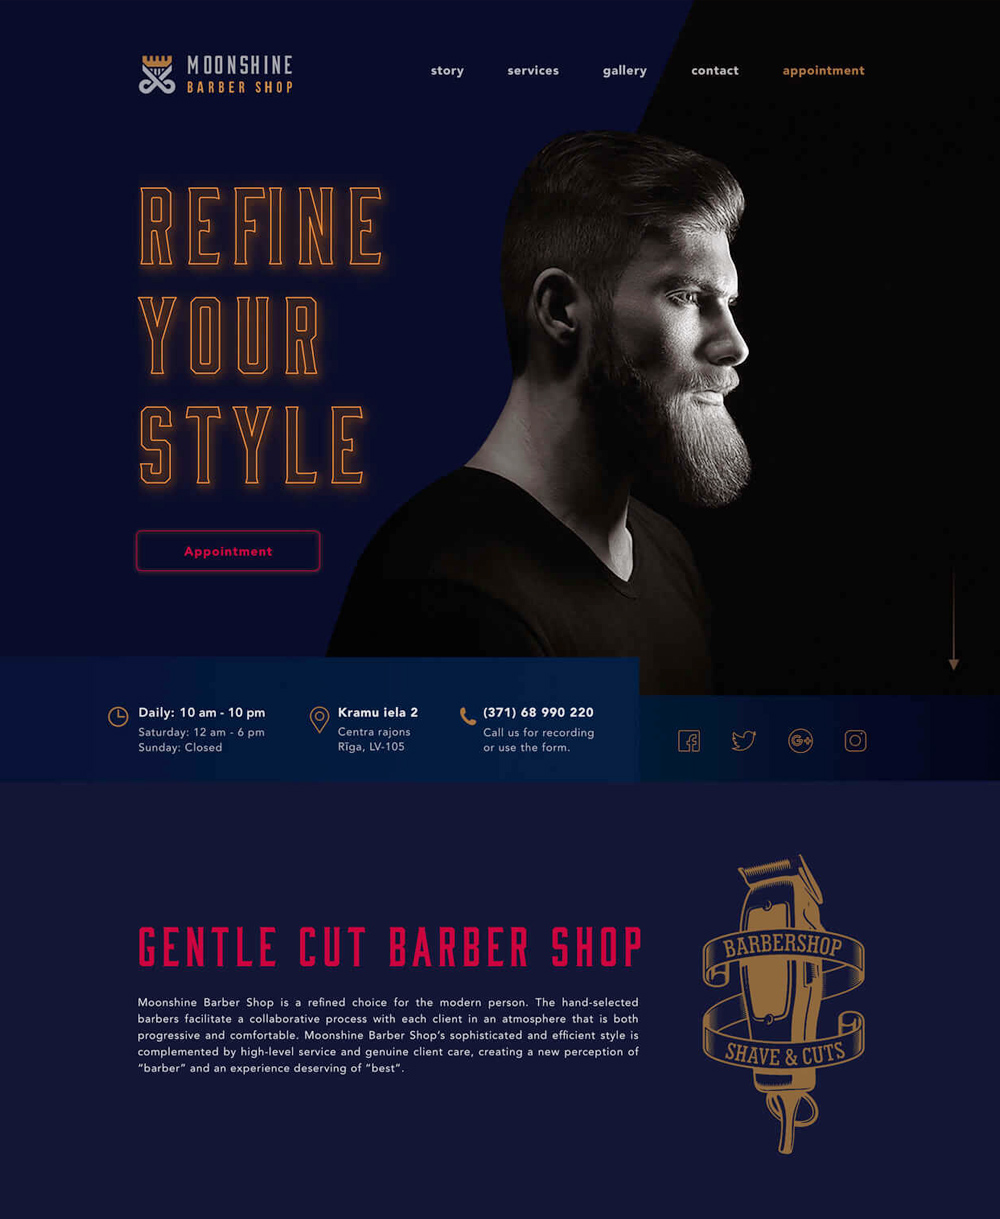 MOONSHINE
BARBER SHOP
story services gallery contact appointment
REFINE
YOUR
STYLE
Appointment
Daily: 10 am - 10 pm
Saturday: 12 am - 6 pm
Sunday: Closed
Kramu iela 2
Centra rajons
Rīga, LV-105
(371) 68 990 220
Call us for recording
or use the form.
G+
GENTLE CUT BARBER SHOP
Moonshine Barber Shop is a refined choice for the modern person. The hand-selected
barbers facilitate a collaborative process with each client in an atmosphere that is both
progressive and comfortable. Moonshine Barber Shop's sophisticated and efficient style is
complemented by high-level service and genuine client care, creating a new perception of
“barber” and an experience deserving of “best”.
BARBERSHOP
SHAVE & CUTS